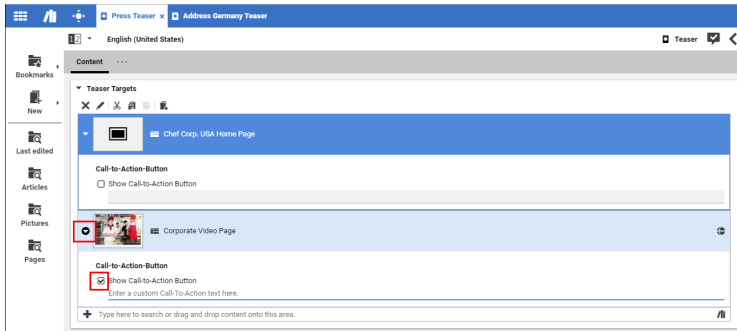 Press Teaser × Address Germany Teaser
12 English (United States) Teaser
Content ...
Bookmarks
New
Last edited
Articles
Pictures
Pages
Teaser Targets
Chef Corp. USA Home Page
Call-to-Action-Button
Show Call-to-Action Button
Corporate Video Page
Call-to-Action-Button
Show Call-to-Action Button
Enter a custom Call-To-Action text here.
Type here to search or drag and drop content onto this area.